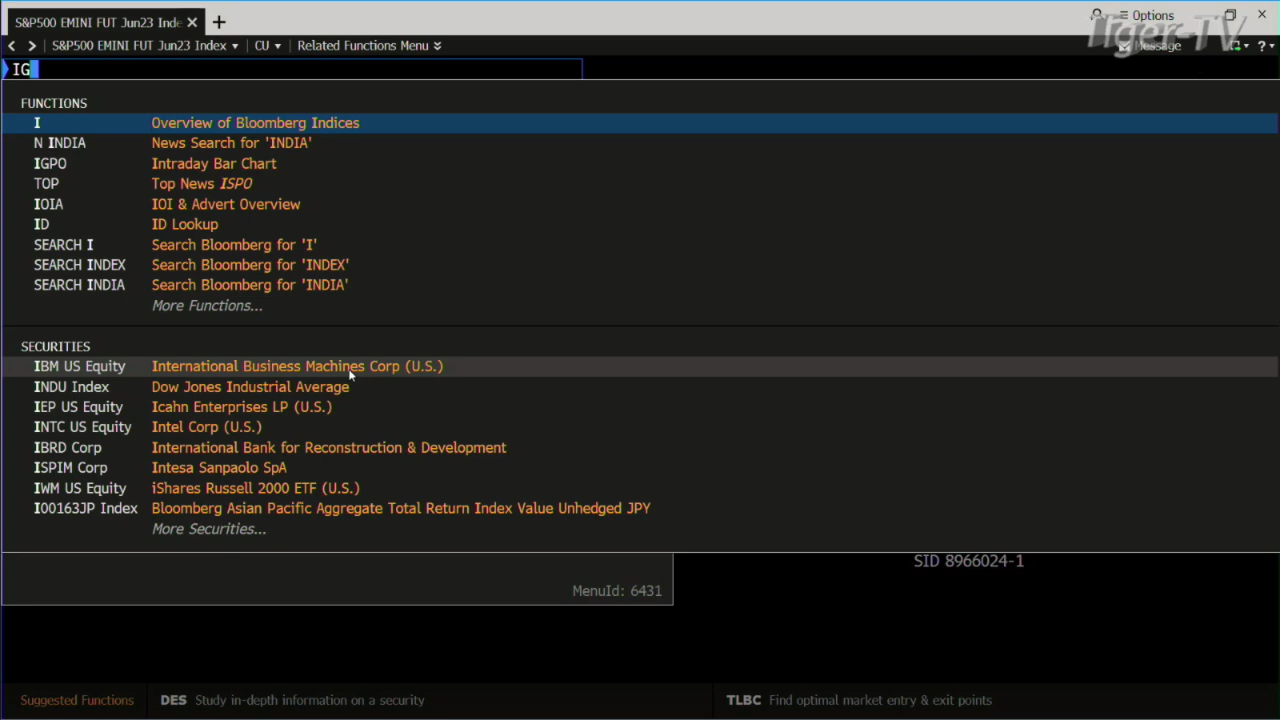 S&P500 EMINI FUT Jun23 Inde
Options
S&P500 EMINI FUT Jun23 Index
CU
Related Functions Menu
Message
?
Tiger-TV
IG
FUNCTIONS
I Overview of Bloomberg Indices
N INDIA News Search for 'INDIA'
IGPO Intraday Bar Chart
TOP Top News ISPO
IOIA IOI & Advert Overview
ID ID Lookup
SEARCH I Search Bloomberg for 'I'
SEARCH INDEX Search Bloomberg for 'INDEX'
SEARCH INDIA Search Bloomberg for 'INDIA'
More Functions...
SECURITIES
IBM US Equity International Business Machines Corp (U.S.)
INDU Index Dow Jones Industrial Average
IEP US Equity Icahn Enterprises LP (U.S.)
INTC US Equity Intel Corp (U.S.)
IBRD Corp International Bank for Reconstruction & Development
ISPIM Corp Intesa Sanpaolo SpA
IWM US Equity iShares Russell 2000 ETF (U.S.)
I00163JP Index Bloomberg Asian Pacific Aggregate Total Return Index Value Unhedged JPY
More Securities...
SID 8966024-1
MenuId: 6431
Suggested Functions
DES Study in-depth information on a security
TLBC Find optimal market entry & exit points